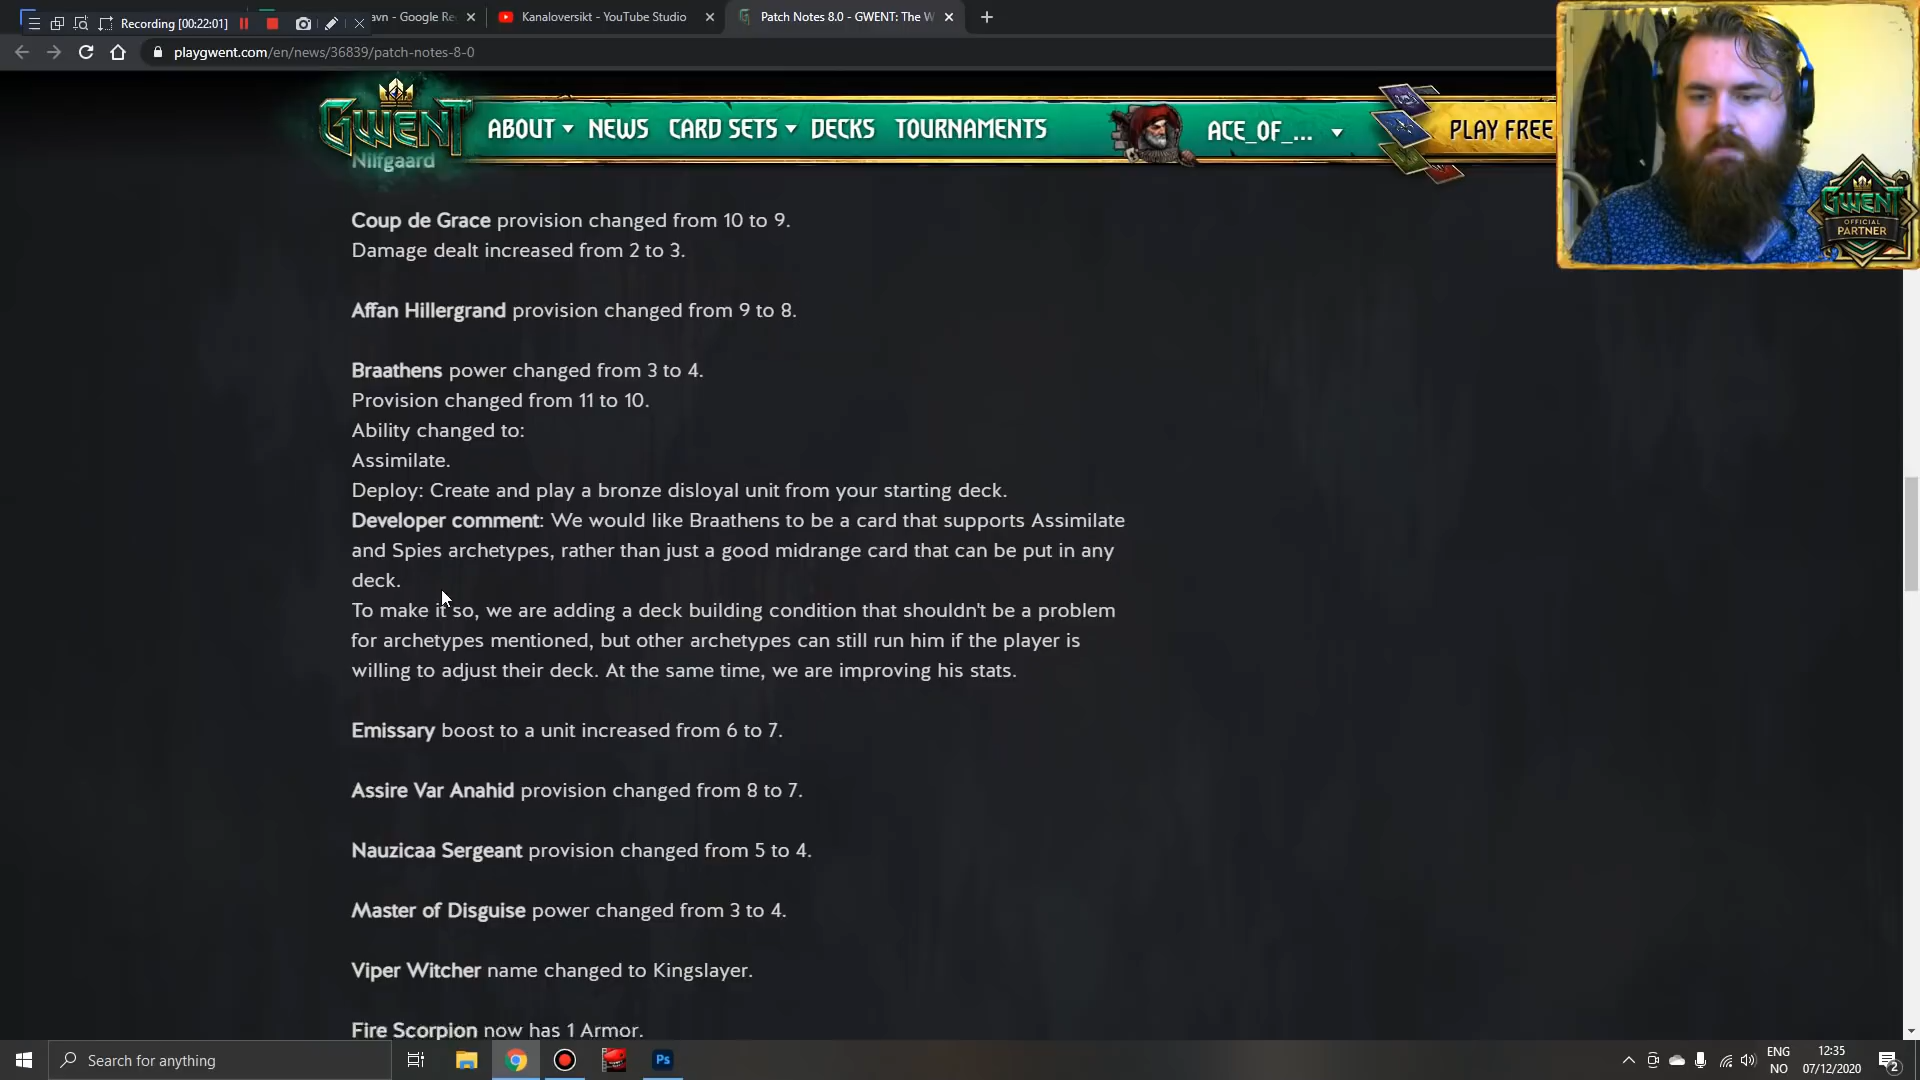 Recording [00:22:01]
avn - Google Re
Kanaloversikt - YouTube Studio
Patch Notes 8.0 - GWENT: The W
playgwent.com/en/news/36839/patch-notes-8-0
GWENT
Nilfgaard
ABOUT
NEWS
CARD SETS
DECKS
TOURNAMENTS
ACE_OF_...
PLAY FREE
GWENT
OFFICIAL
PARTNER
Coup de Grace provision changed from 10 to 9.
Damage dealt increased from 2 to 3.
Affan Hillergrand provision changed from 9 to 8.
Braathens power changed from 3 to 4.
Provision changed from 11 to 10.
Ability changed to:
Assimilate.
Deploy: Create and play a bronze disloyal unit from your starting deck.
Developer comment: We would like Braathens to be a card that supports Assimilate
and Spies archetypes, rather than just a good midrange card that can be put in any
deck.
To make it so, we are adding a deck building condition that shouldn't be a problem
for archetypes mentioned, but other archetypes can still run him if the player is
willing to adjust their deck. At the same time, we are improving his stats.
Emissary boost to a unit increased from 6 to 7.
Assire Var Anahid provision changed from 8 to 7.
Nauzicaa Sergeant provision changed from 5 to 4.
Master of Disguise power changed from 3 to 4.
Viper Witcher name changed to Kingslayer.
Fire Scorpion now has 1 Armor.
Search for anything
Ps
ENG
NO
12:35
07/12/2020
2